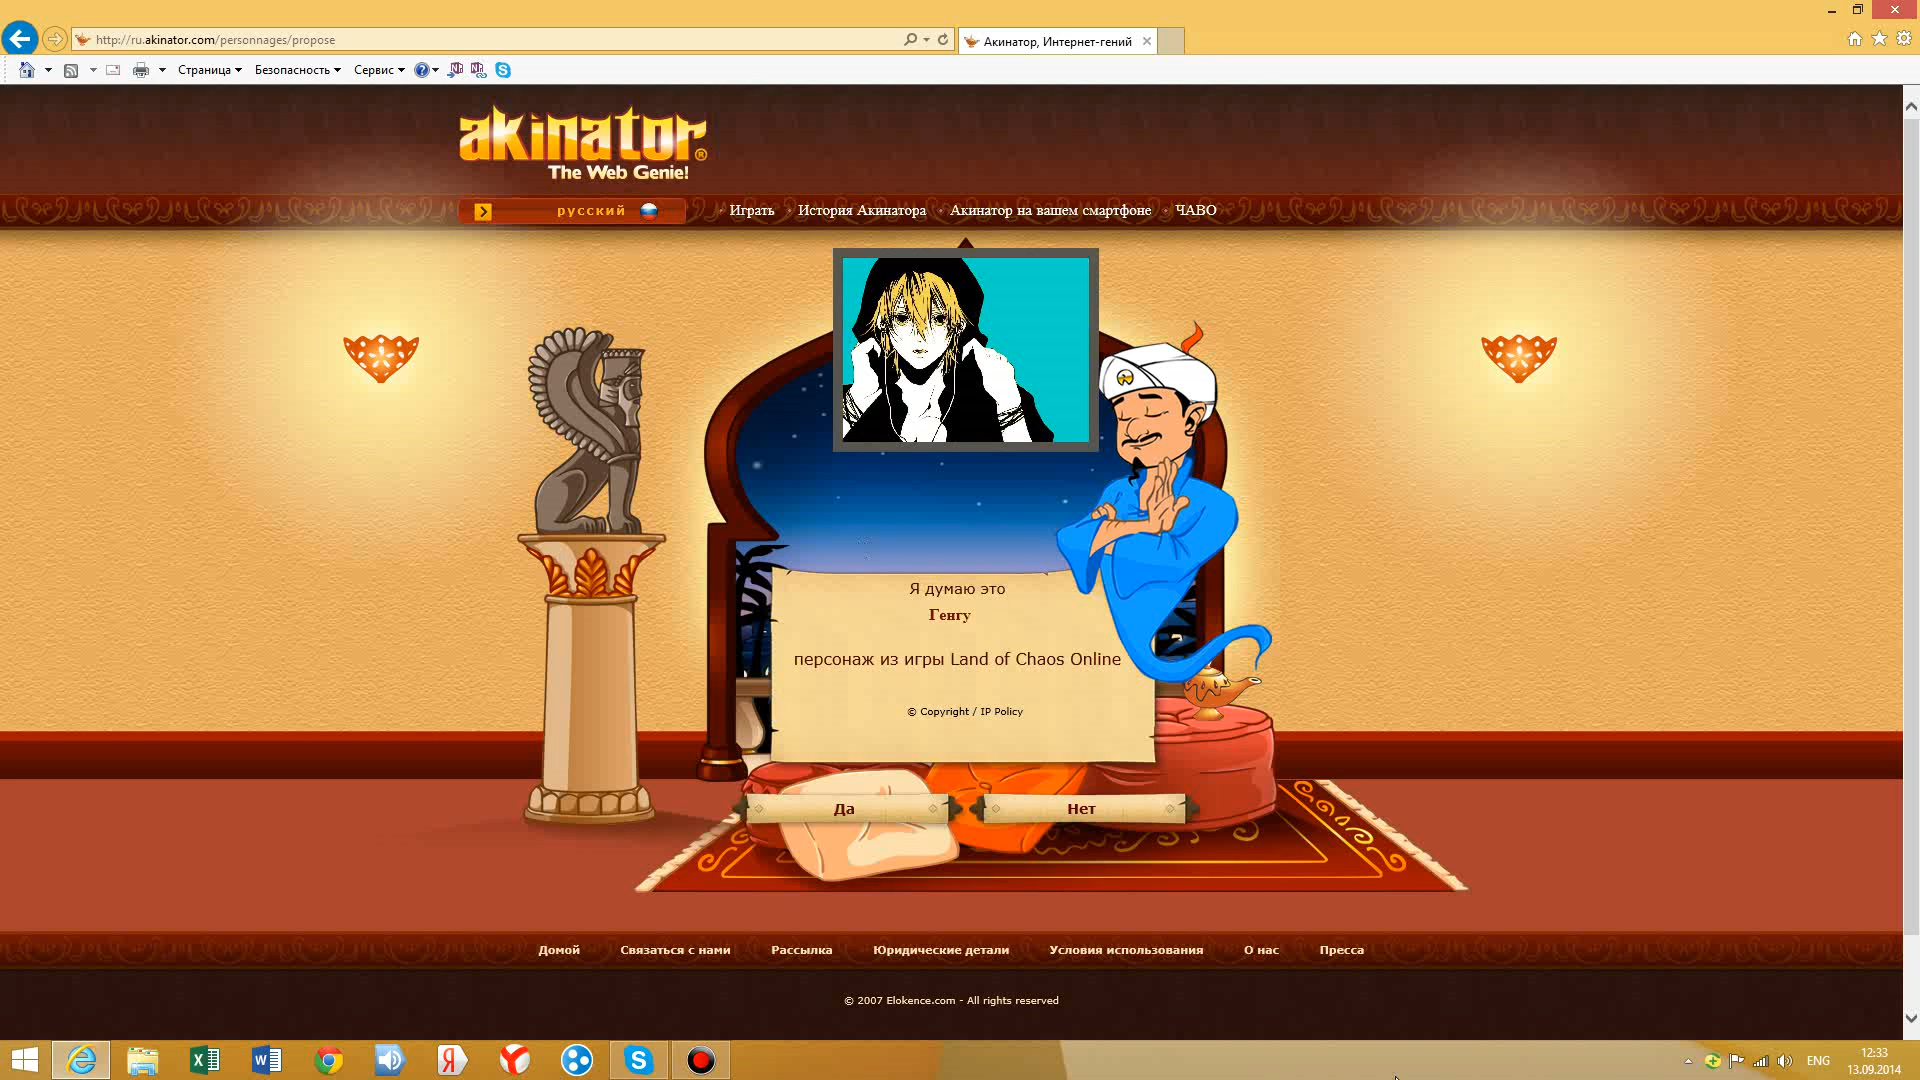 http://ru.akinator.com/personnages/propose
Акинатор, Интернет-гений
Страница
Безопасность
Сервис
akinator®
The Web Genie!
русский
Играть
История Акинатора
Акинатор на вашем смартфоне
ЧАВО
Я думаю это
Генгу
персонаж из игры Land of Chaos Online
© Copyright / IP Policy
Да
Нет
Домой
Связаться с нами
Рассылка
Юридические детали
Условия использования
О нас
Пресса
© 2007 Elokence.com - All rights reserved
ENG
12:33
13.09.2014